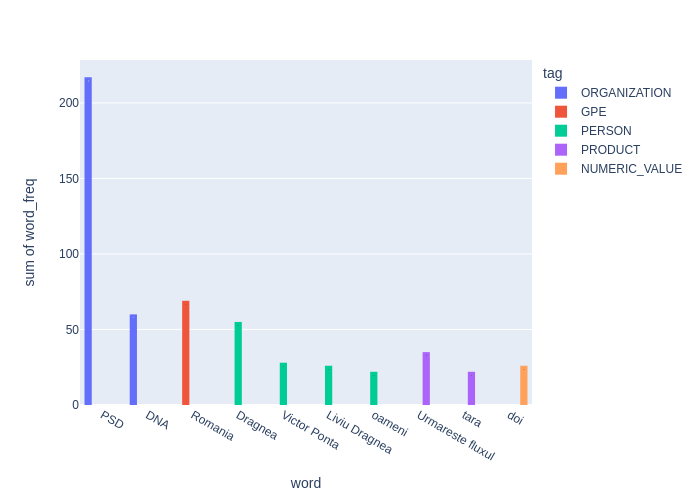 tag
ORGANIZATION
GPE
PERSON
PRODUCT
NUMERIC_VALUE
sum of word_freq
200
150
100
50
0
PSD
DNA
Romania
Dragnea
Victor Ponta
Liviu Dragnea
oameni
Urmareste fluxul
tara
doi
word